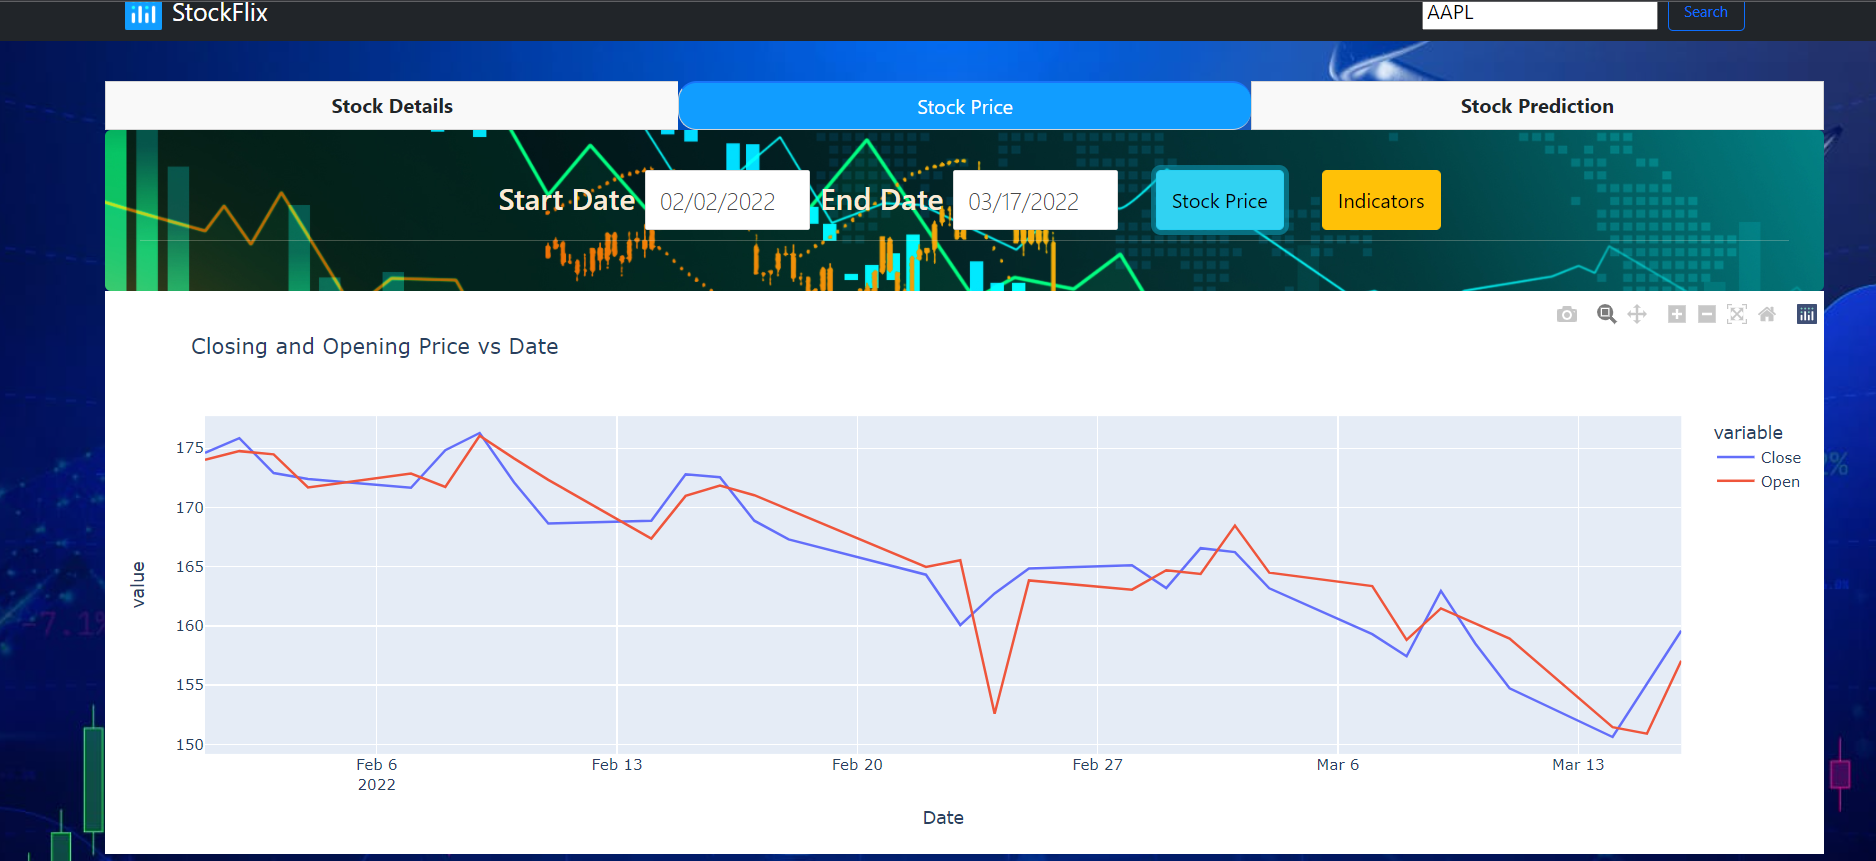 StockFlix
AAPL
Search
Stock Details
Stock Price
Stock Prediction
Start Date
02/02/2022
End Date
03/17/2022
Stock Price
Indicators
Closing and Opening Price vs Date
variable
Close
Open
175
170
165
160
155
150
value
Feb 6
2022
Feb 13
Feb 20
Feb 27
Mar 6
Mar 13
Date
-7.1%